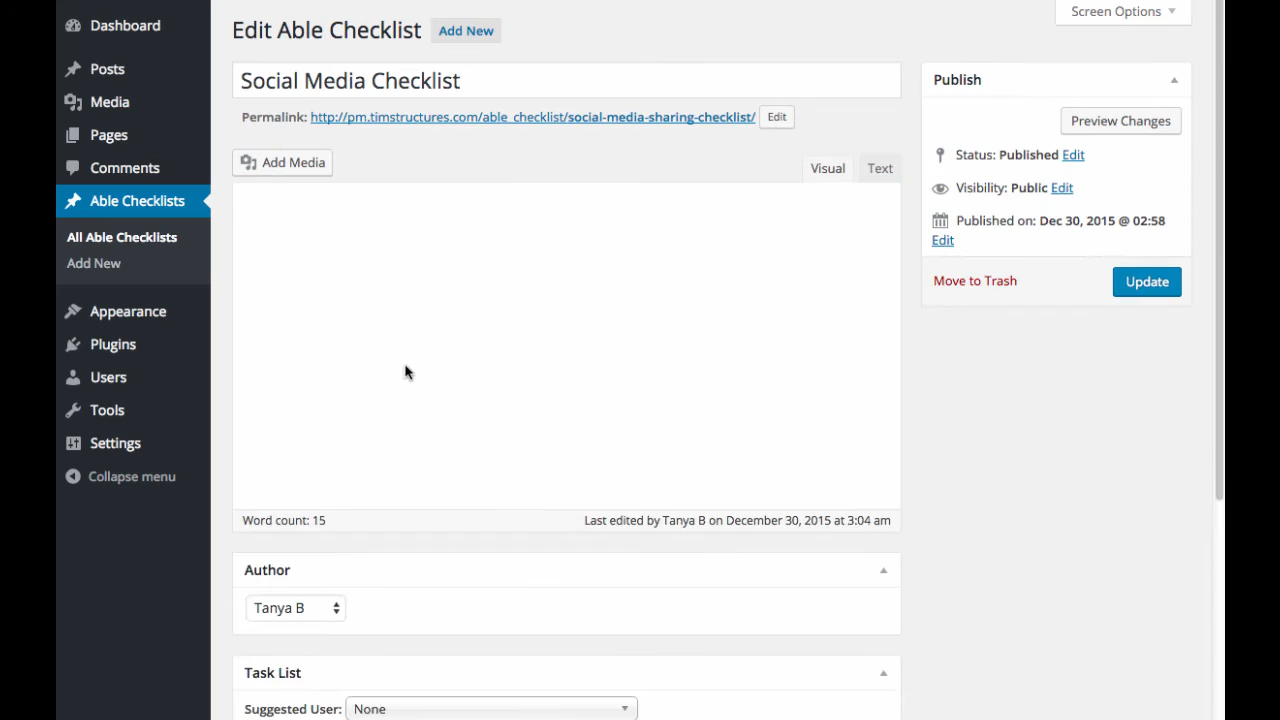 Dashboard
Posts
Media
Pages
Comments
Able Checklists
All Able Checklists
Add New
Appearance
Plugins
Users
Tools
Settings
Collapse menu
Screen Options
Edit Able Checklist Add New
Social Media Checklist
Permalink: http://pm.timstructures.com/able_checklist/social-media-sharing-checklist/ Edit
Add Media
Visual Text
Word count: 15 Last edited by Tanya B on December 30, 2015 at 3:04 am
Author
Tanya B
Task List
Suggested User: None
Publish
Preview Changes
Status: Published Edit
Visibility: Public Edit
Published on: Dec 30, 2015 @ 02:58
Edit
Move to Trash Update